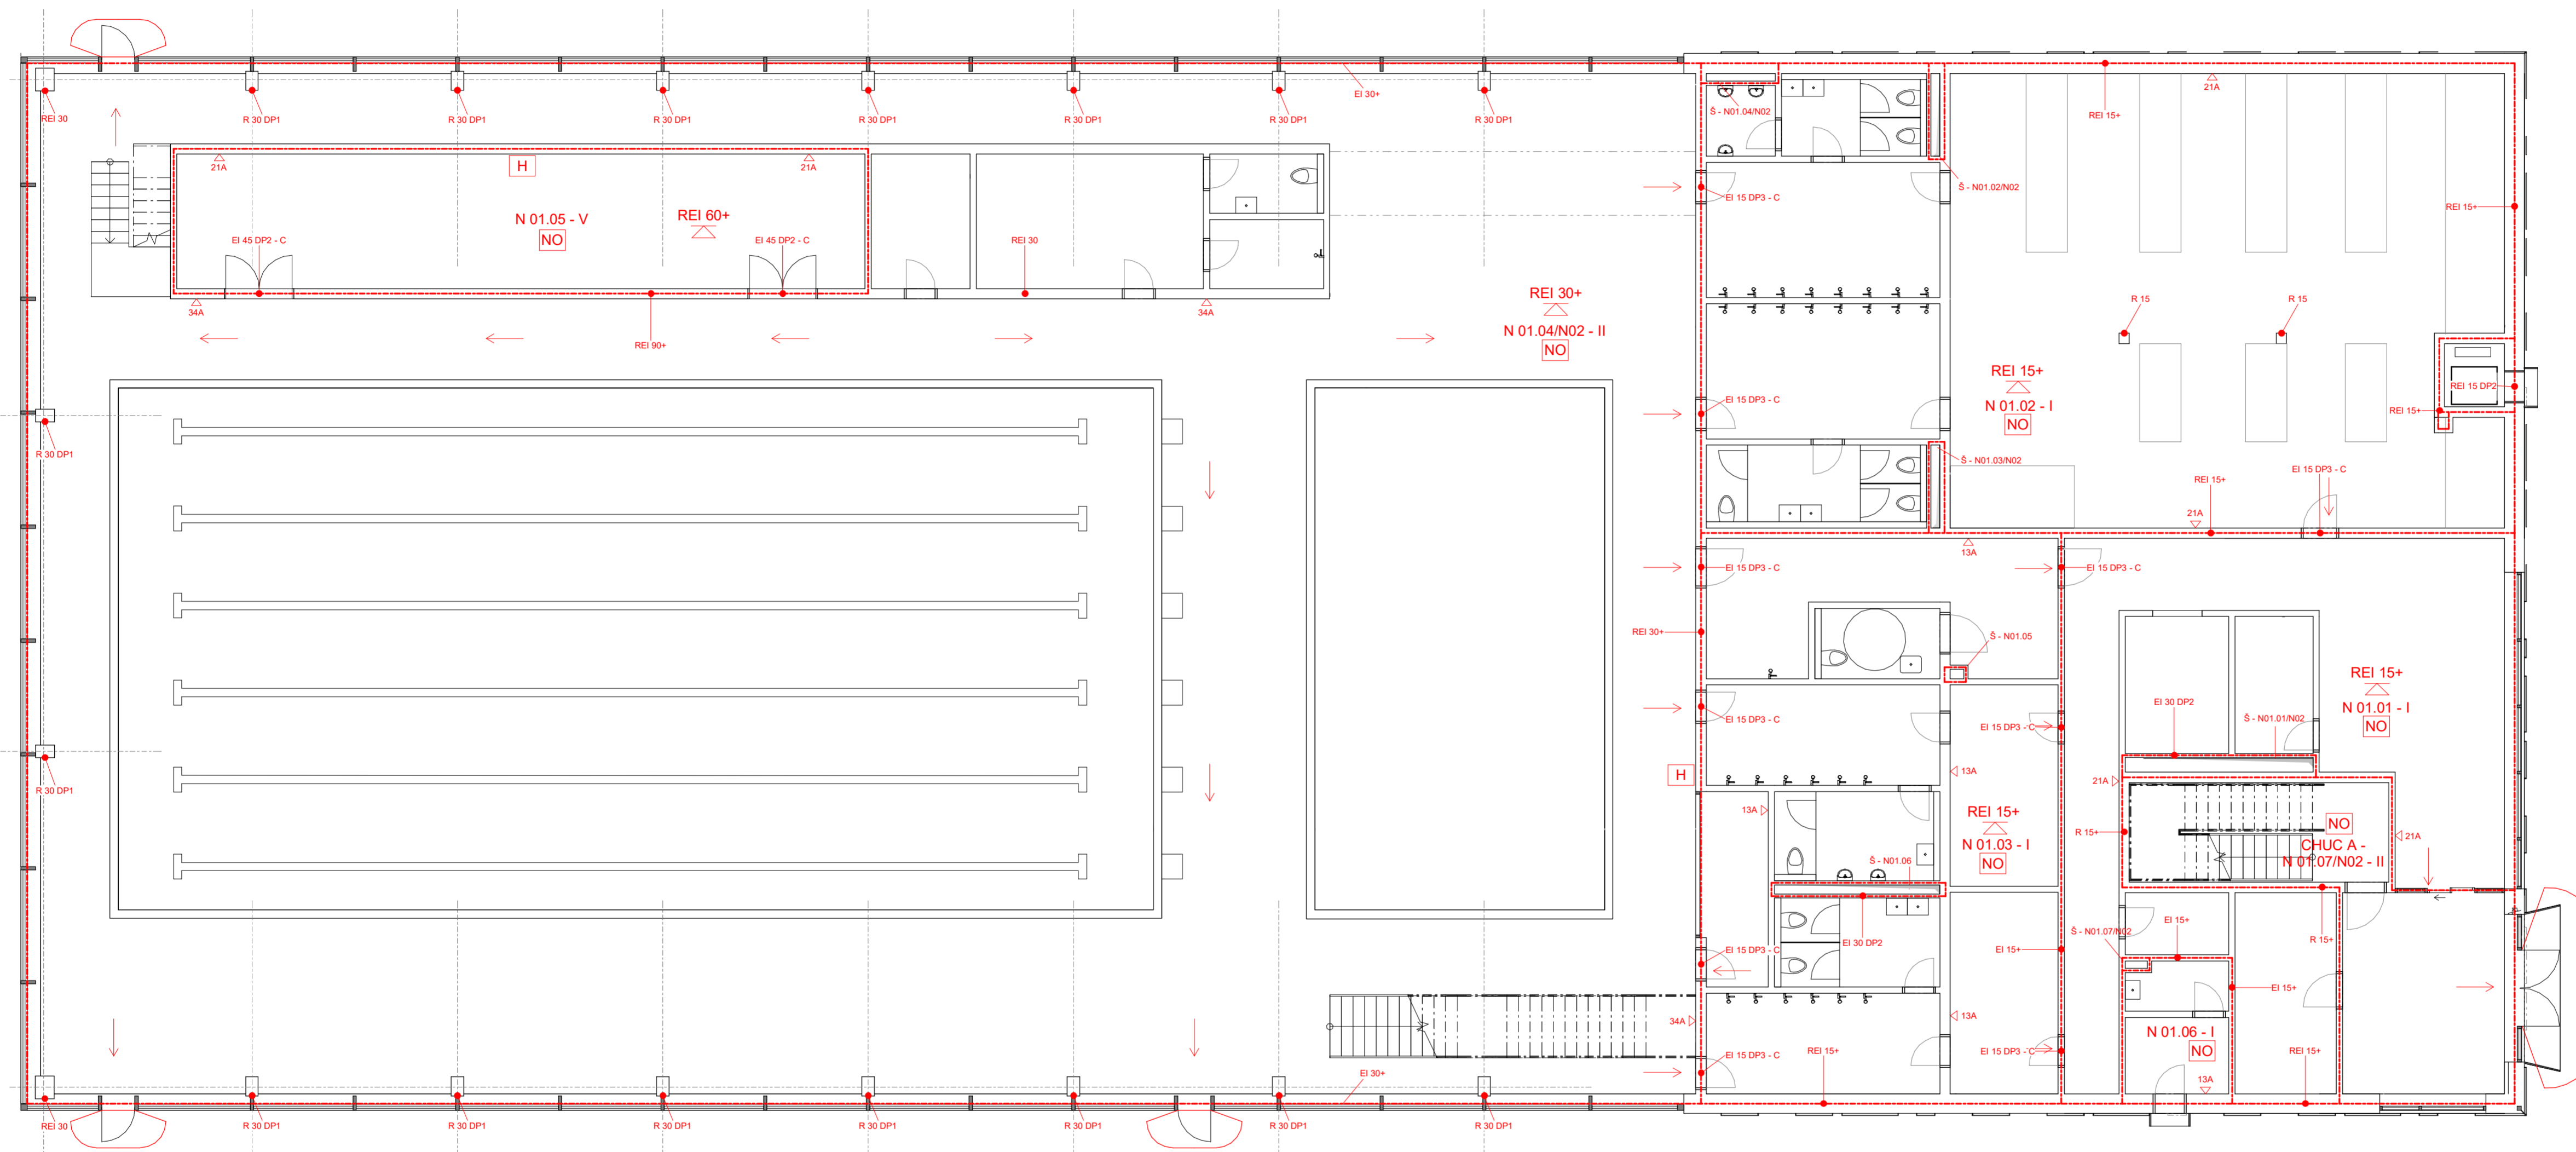 EI 30+
REI 30
R 30 DP1
R 30 DP1
R 30 DP1
R 30 DP1
R 30 DP1
R 30 DP1
R 30 DP1
Š - N01.04/N02
REI 15+
21A
21A
H
21A
N 01.05 - V
NO
REI 60+
EI 45 DP2 - C
EI 45 DP2 - C
REI 30
34A
34A
REI 90+
REI 30+
N 01.04/N02 - II
NO
EI 15 DP3 - C
Š - N01.02/N02
REI 15+
R 15
R 15
REI 15+
N 01.02 - I
NO
EI 15 DP3 - C
REI 15 DP2
REI 15+
R 30 DP1
Š - N01.03/N02
EI 15 DP3 - C
REI 15+
21A
13A
EI 15 DP3 - C
EI 15 DP3 - C
REI 30+
Š - N01.05
REI 15+
N 01.01 - I
NO
EI 30 DP2
Š - N01.01/N02
EI 15 DP3 - C
EI 15 DP3 - C
R 30 DP1
H
13A
21A
13A
REI 15+
N 01.03 - I
NO
R 15+
NO
CHUC A -
N 01.07/N02 - II
21A
Š - N01.06
EI 15+
Š - N01.07/N02
R 15+
EI 30 DP2
EI 15 DP3 - C
EI 15+
EI 15+
34A
13A
N 01.06 - I
NO
EI 15 DP3 - C
REI 15+
EI 15 DP3 - C
REI 15+
EI 30+
13A
REI 30
R 30 DP1
R 30 DP1
R 30 DP1
R 30 DP1
R 30 DP1
R 30 DP1
R 30 DP1